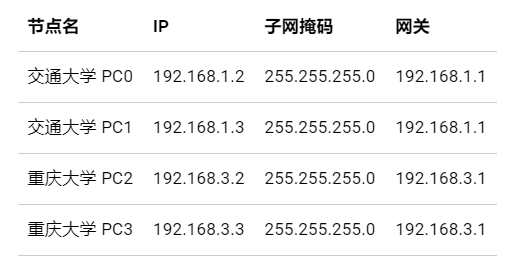 节点名 IP 子网掩码 网关
交通大学 PC0 192.168.1.2 255.255.255.0 192.168.1.1
交通大学 PC1 192.168.1.3 255.255.255.0 192.168.1.1
重庆大学 PC2 192.168.3.2 255.255.255.0 192.168.3.1
重庆大学 PC3 192.168.3.3 255.255.255.0 192.168.3.1